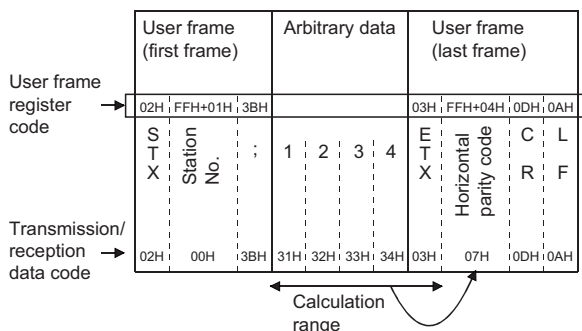 User frame
(first frame)
Arbitrary data
User frame
(last frame)
User frame
register
code
02H FFH+01H 3BH 03H FFH+04H 0DH 0AH
STX
Station
No.
;
1 2 3 4
ETX
Horizontal
parity code
CR
LF
Transmission/
reception
data code
02H 00H 3BH 31H 32H 33H 34H 03H 07H 0DH 0AH
Calculation
range